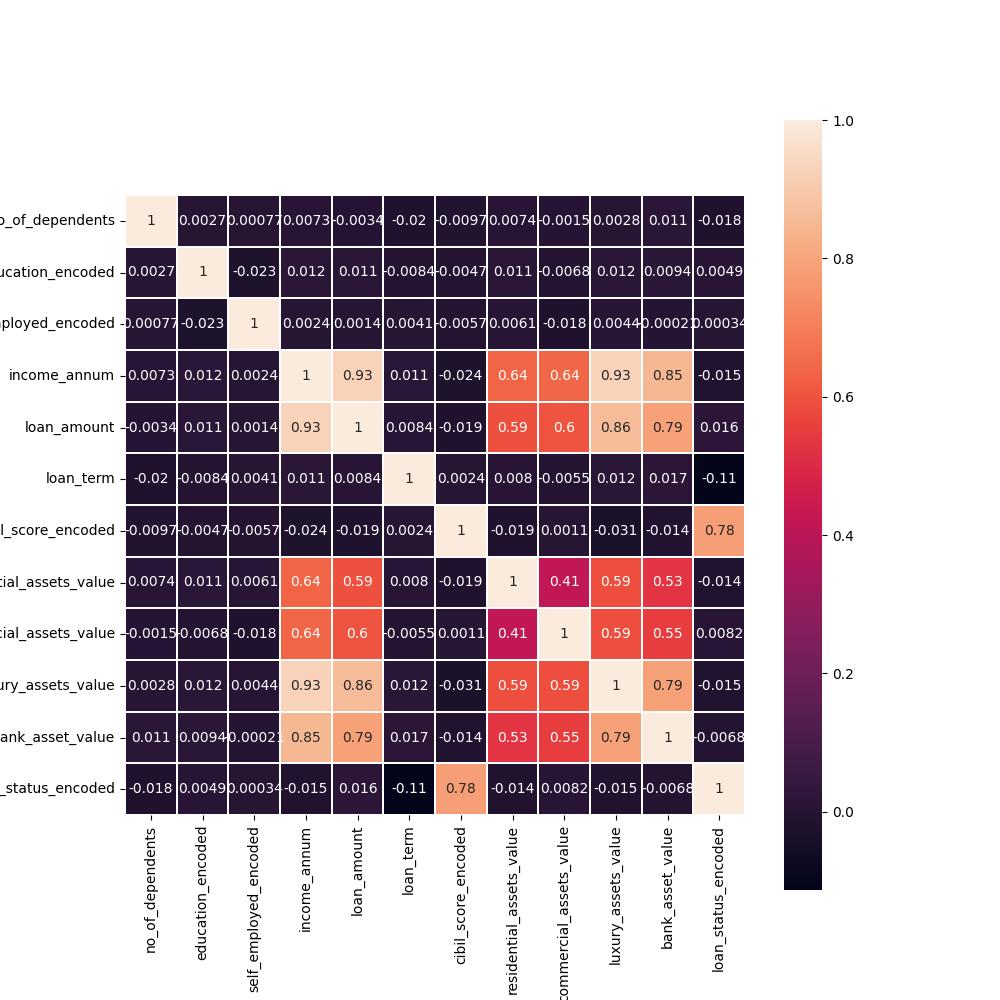 1.0
o_of_dependents 1 0.0027 0.00077 0.0073 -0.0034 -0.02 -0.0097 0.0074 -0.0015 0.0028 0.011 -0.018
0.8
ucation_encoded 0.0027 1 -0.023 0.012 0.011 -0.0084 -0.0047 0.011 -0.0068 0.012 0.0094 0.0049
ployed_encoded 0.00077 -0.023 1 0.0024 0.0014 0.0041 -0.0057 0.0061 -0.018 0.0044 -0.00021 0.00034
income_annum 0.0073 0.012 0.0024 1 0.93 0.011 -0.024 0.64 0.64 0.93 0.85 -0.015
0.6
loan_amount -0.0034 0.011 0.0014 0.93 1 0.0084 -0.019 0.59 0.6 0.86 0.79 0.016
loan_term -0.02 -0.0084 0.0041 0.011 0.0084 1 0.0024 0.008 -0.0055 0.012 0.017 -0.11
l_score_encoded -0.0097 -0.0047 -0.0057 -0.024 -0.019 0.0024 1 -0.019 0.0011 -0.031 -0.014 0.78
0.4
tial_assets_value 0.0074 0.011 0.0061 0.64 0.59 0.008 -0.019 1 0.41 0.59 0.53 -0.014
cial_assets_value -0.0015 -0.0068 -0.018 0.64 0.6 -0.0055 0.0011 0.41 1 0.59 0.55 0.0082
0.2
ury_assets_value 0.0028 0.012 0.0044 0.93 0.86 0.012 -0.031 0.59 0.59 1 0.79 -0.015
ank_asset_value 0.011 0.0094 -0.00021 0.85 0.79 0.017 -0.014 0.53 0.55 0.79 1 -0.0068
_status_encoded -0.018 0.0049 0.00034 -0.015 0.016 -0.11 0.78 -0.014 0.0082 -0.015 -0.0068 1
0.0
no_of_dependents
education_encoded
self_employed_encoded
income_annum
loan_amount
loan_term
cibil_score_encoded
residential_assets_value
ommercial_assets_value
luxury_assets_value
bank_asset_value
loan_status_encoded